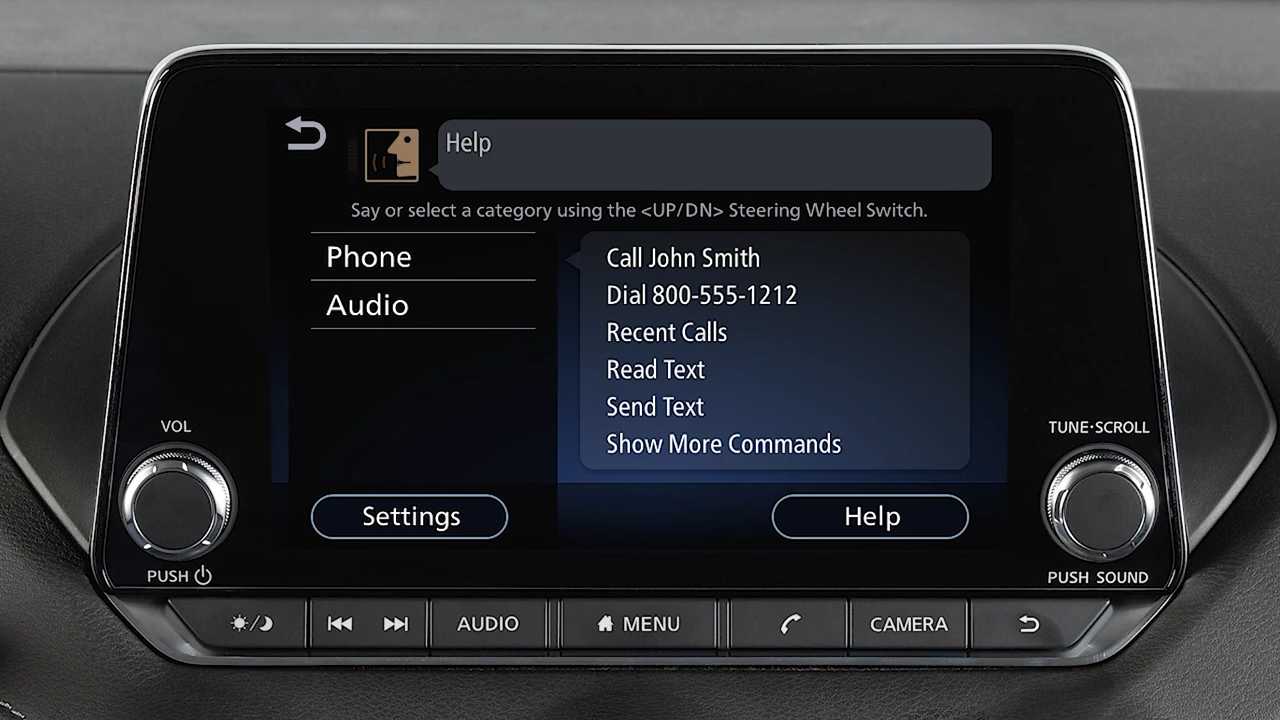 Help
Say or select a category using the <UP/DN> Steering Wheel Switch.
Phone
Audio
Call John Smith
Dial 800-555-1212
Recent Calls
Read Text
Send Text
Show More Commands
Settings
Help
VOL
PUSH
TUNE·SCROLL
PUSH SOUND
AUDIO
MENU
CAMERA